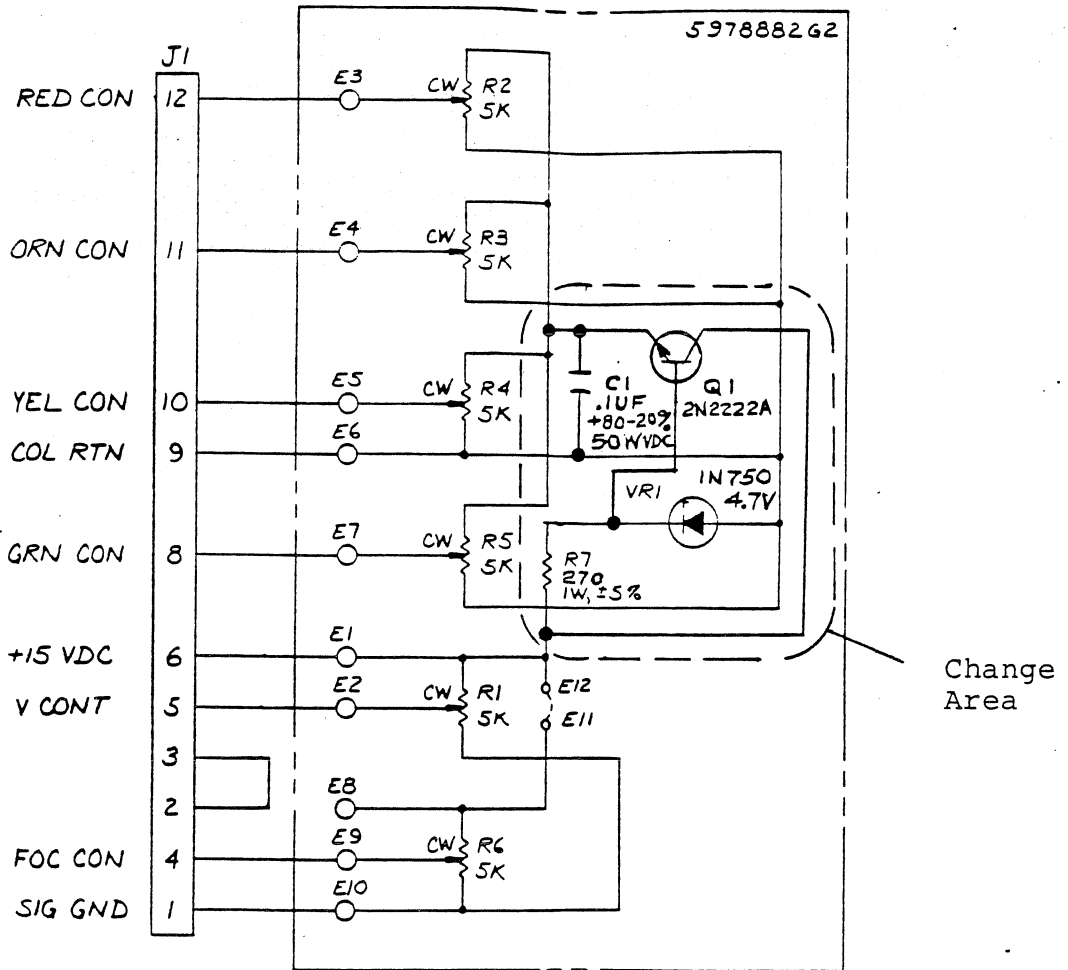 5978882G2
J1
RED CON 12 E3 CW R2
5K
ORN CON 11 E4 CW R3
5K
YEL CON 10 E5 CW R4
5K
C1
.1UF
+80-20%
50WVDC
Q1
2N2222A
COL RTN 9 E6
VR1
1N750
4.7V
+
GRN CON 8 E7 CW R5
5K
R7
270
1W, ±5%
+15 VDC 6 E1
V CONT 5 E2 CW R1
5K
E12
E11
3
2 E8
FOC CON 4 E9 CW R6
5K
SIG GND 1 E10
Change
Area